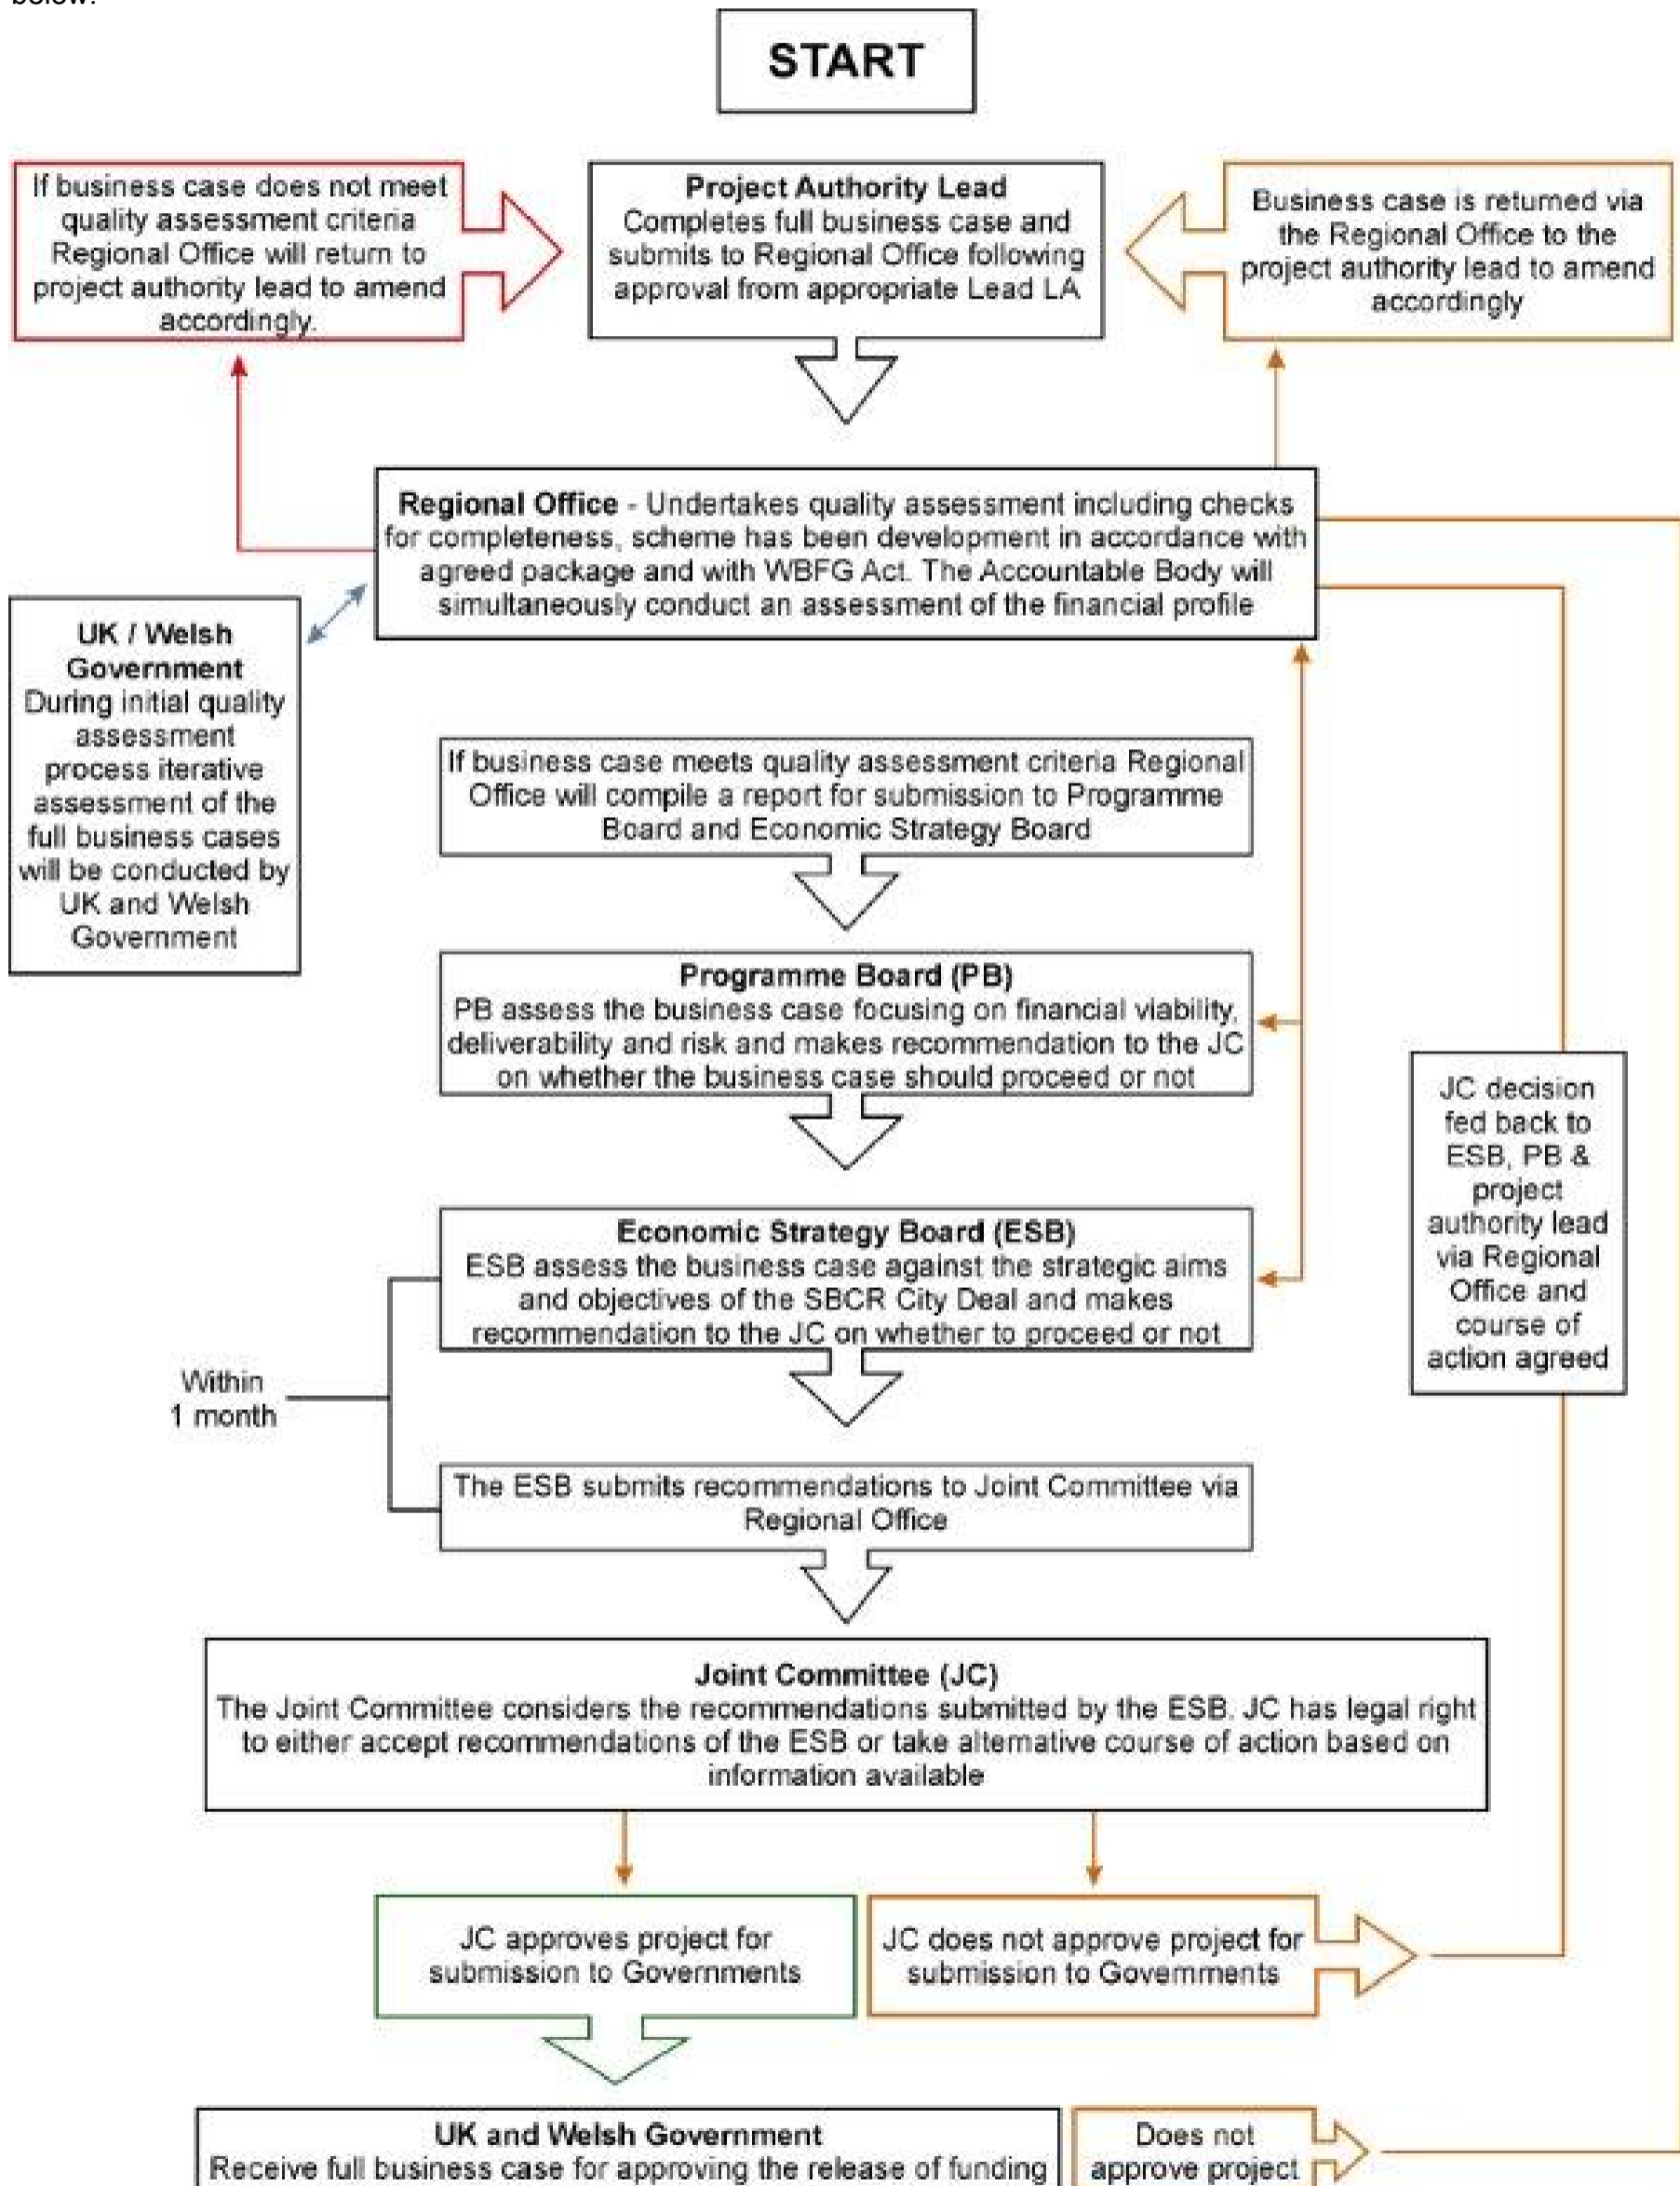 below.
START
If business case does not meet
quality assessment criteria
Regional Office will return to
project authority lead to amend
accordingly.
Project Authority Lead
Completes full business case and
submits to Regional Office following
approval from appropriate Lead LA
Business case is returned via
the Regional Office to the
project authority lead to amend
accordingly
Regional Office - Undertakes quality assessment including checks
for completeness, scheme has been development in accordance with
agreed package and with WBFG Act. The Accountable Body will
simultaneously conduct an assessment of the financial profile
UK / Welsh
Government
During initial quality
assessment
process iterative
assessment of the
full business cases
will be conducted by
UK and Welsh
Government
If business case meets quality assessment criteria Regional
Office will compile a report for submission to Programme
Board and Economic Strategy Board
Programme Board (PB)
PB assess the business case focusing on financial viability,
deliverability and risk and makes recommendation to the JC
on whether the business case should proceed or not
JC decision
fed back to
ESB, PB &
project
authority lead
via Regional
Office and
course of
action agreed
Economic Strategy Board (ESB)
ESB assess the business case against the strategic aims
and objectives of the SBCR City Deal and makes
recommendation to the JC on whether to proceed or not
Within
1 month
The ESB submits recommendations to Joint Committee via
Regional Office
Joint Committee (JC)
The Joint Committee considers the recommendations submitted by the ESB. JC has legal right
to either accept recommendations of the ESB or take alternative course of action based on
information available
JC approves project for
submission to Governments
JC does not approve project for
submission to Governments
UK and Welsh Government
Receive full business case for approving the release of funding
Does not
approve project